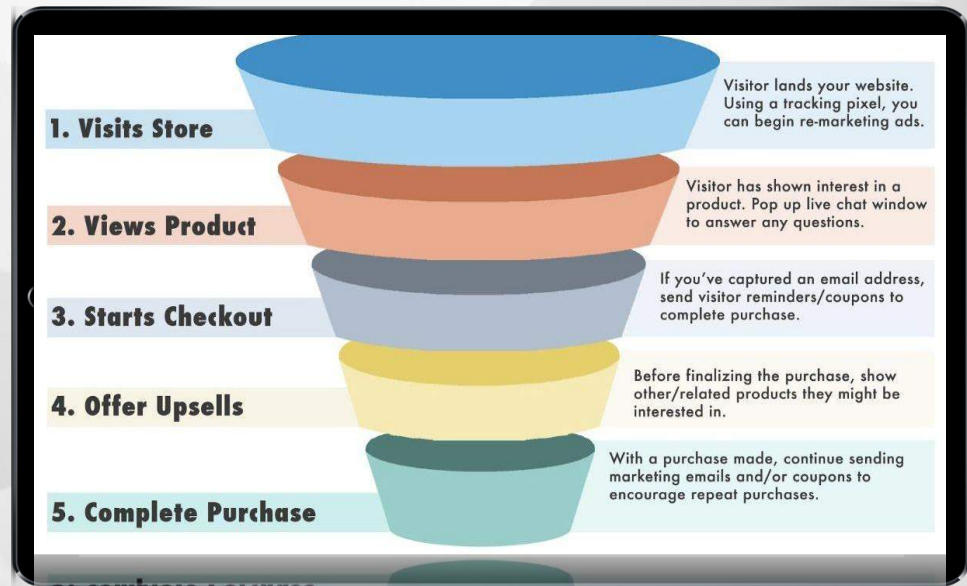 1. Visits Store
Visitor lands your website.
Using a tracking pixel, you
can begin re-marketing ads.
2. Views Product
Visitor has shown interest in a
product. Pop up live chat window
to answer any questions.
3. Starts Checkout
If you’ve captured an email address,
send visitor reminders/coupons to
complete purchase.
4. Offer Upsells
Before finalizing the purchase, show
other/related products they might be
interested in.
5. Complete Purchase
With a purchase made, continue sending
marketing emails and/or coupons to
encourage repeat purchases.